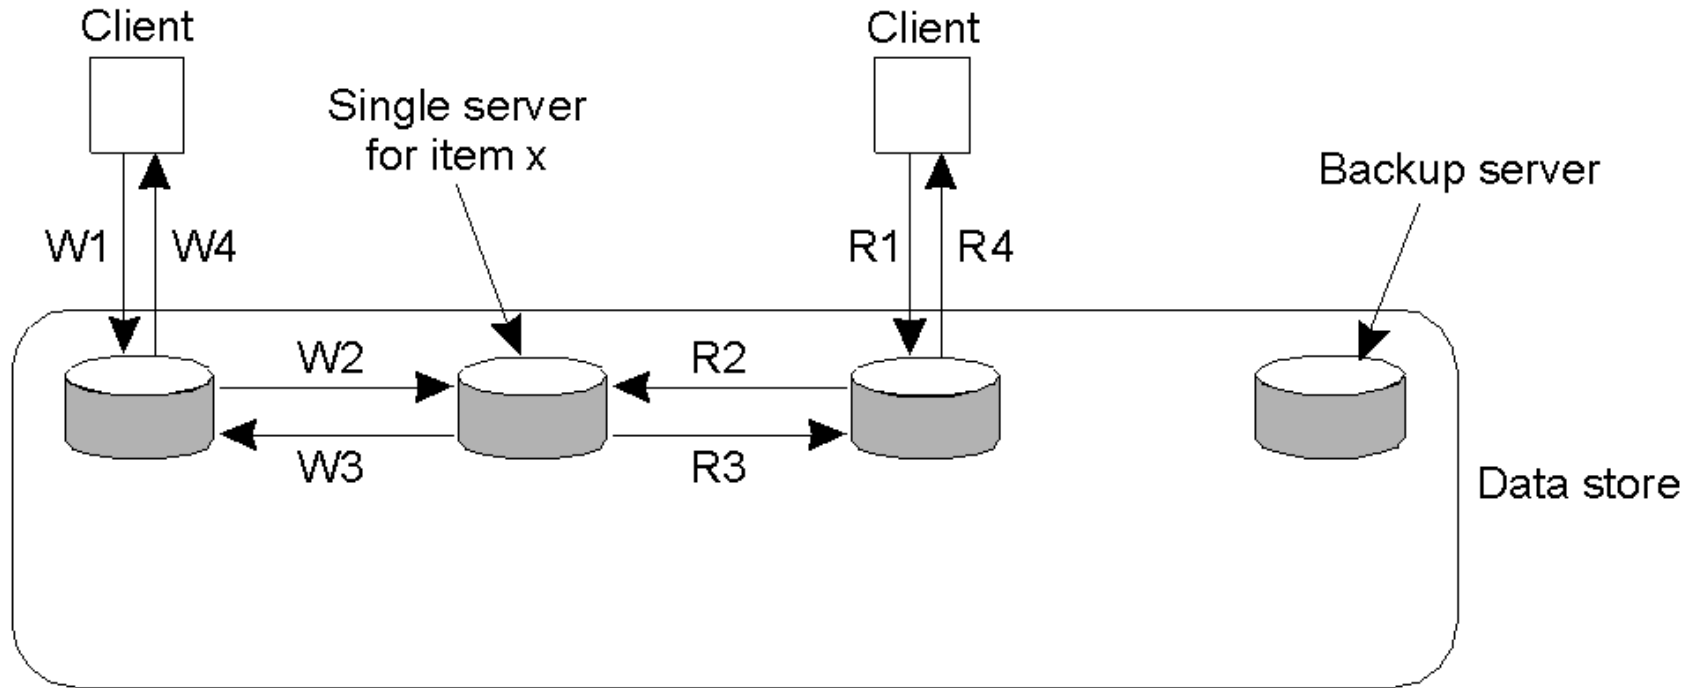 Client
Client
Single server
for item x
Backup server
W1
W4
R1
R4
W2
R2
W3
R3
Data store